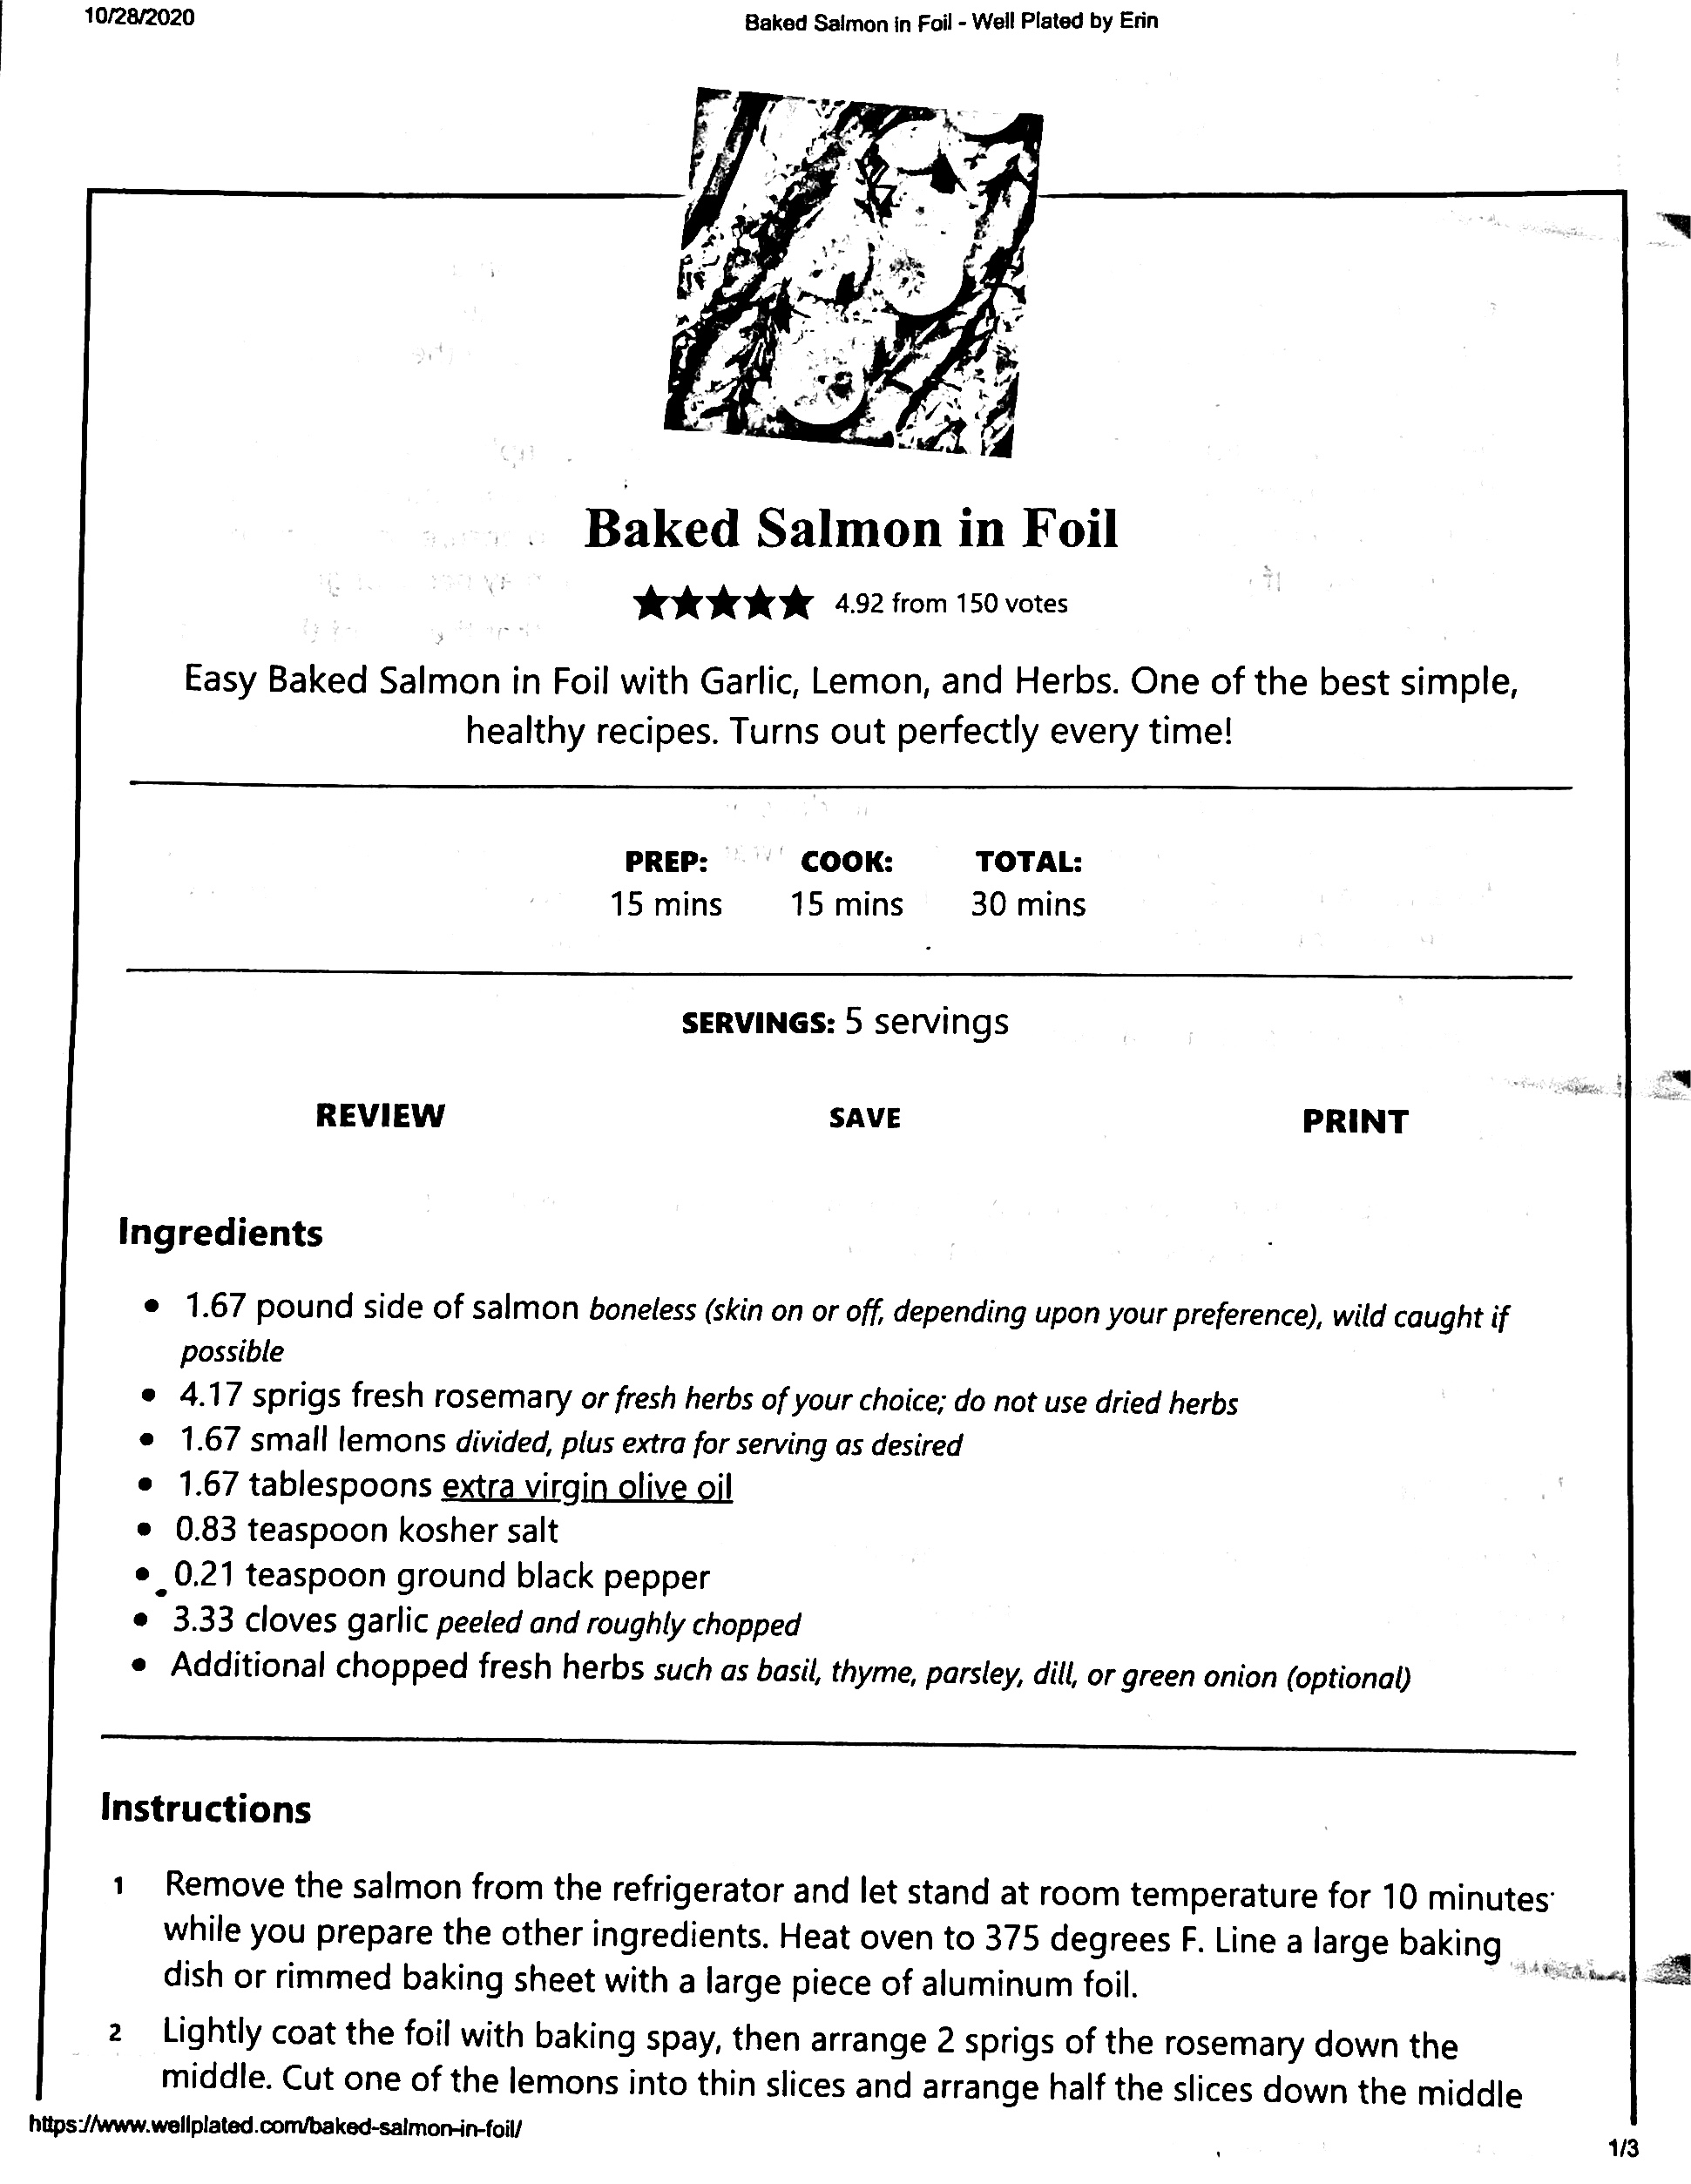 10/28/2020
Baked Salmon in Foil - Well Plated by Erin
Baked Salmon in Foil
4.92 from 150 votes
Easy Baked Salmon in Foil with Garlic, Lemon, and Herbs. One of the best simple,
healthy recipes. Turns out perfectly every time!
PREP: COOK: TOTAL:
15 mins 15 mins 30 mins
SERVINGS: 5 servings
REVIEW SAVE PRINT
Ingredients
• 1.67 pound side of salmon boneless (skin on or off, depending upon your preference), wild caught if
possible
• 4.17 sprigs fresh rosemary or fresh herbs of your choice; do not use dried herbs
• 1.67 small lemons divided, plus extra for serving as desired
• 1.67 tablespoons extra virgin olive oil
• 0.83 teaspoon kosher salt
• 0.21 teaspoon ground black pepper
• 3.33 cloves garlic peeled and roughly chopped
• Additional chopped fresh herbs such as basil, thyme, parsley, dill, or green onion (optional)
Instructions
1 Remove the salmon from the refrigerator and let stand at room temperature for 10 minutes
while you prepare the other ingredients. Heat oven to 375 degrees F. Line a large baking
dish or rimmed baking sheet with a large piece of aluminum foil.
2 Lightly coat the foil with baking spay, then arrange 2 sprigs of the rosemary down the
middle. Cut one of the lemons into thin slices and arrange half the slices down the middle
https://www.wellplated.com/baked-salmon-in-foil/
1/3